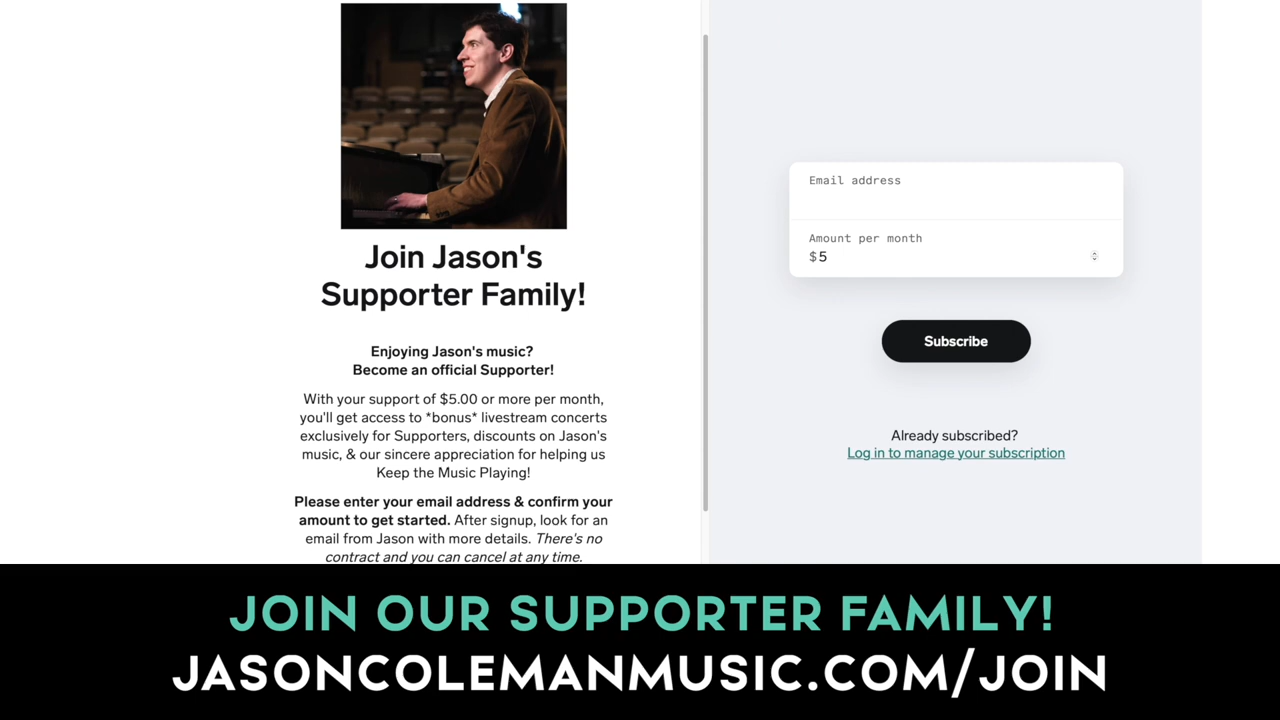 Join Jason's
Supporter Family!
Enjoying Jason's music?
Become an official Supporter!
With your support of $5.00 or more per month,
you'll get access to *bonus* livestream concerts
exclusively for Supporters, discounts on Jason's
music, & our sincere appreciation for helping us
Keep the Music Playing!
Please enter your email address & confirm your
amount to get started. After signup, look for an
email from Jason with more details. There's no
contract and you can cancel at any time.
Email address
Amount per month
$5
Subscribe
Already subscribed?
Log in to manage your subscription
JOIN OUR SUPPORTER FAMILY!
JASONCOLEMANMUSIC.COM/JOIN